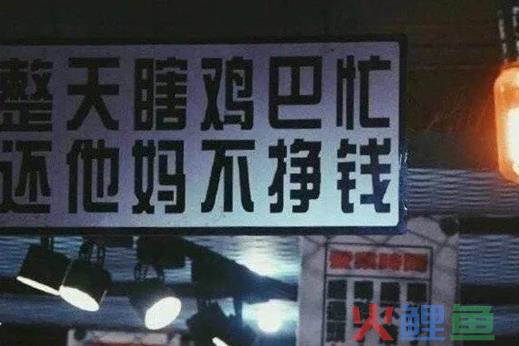 整天瞎鸡巴忙
还他妈不挣钱
火鲤鱼